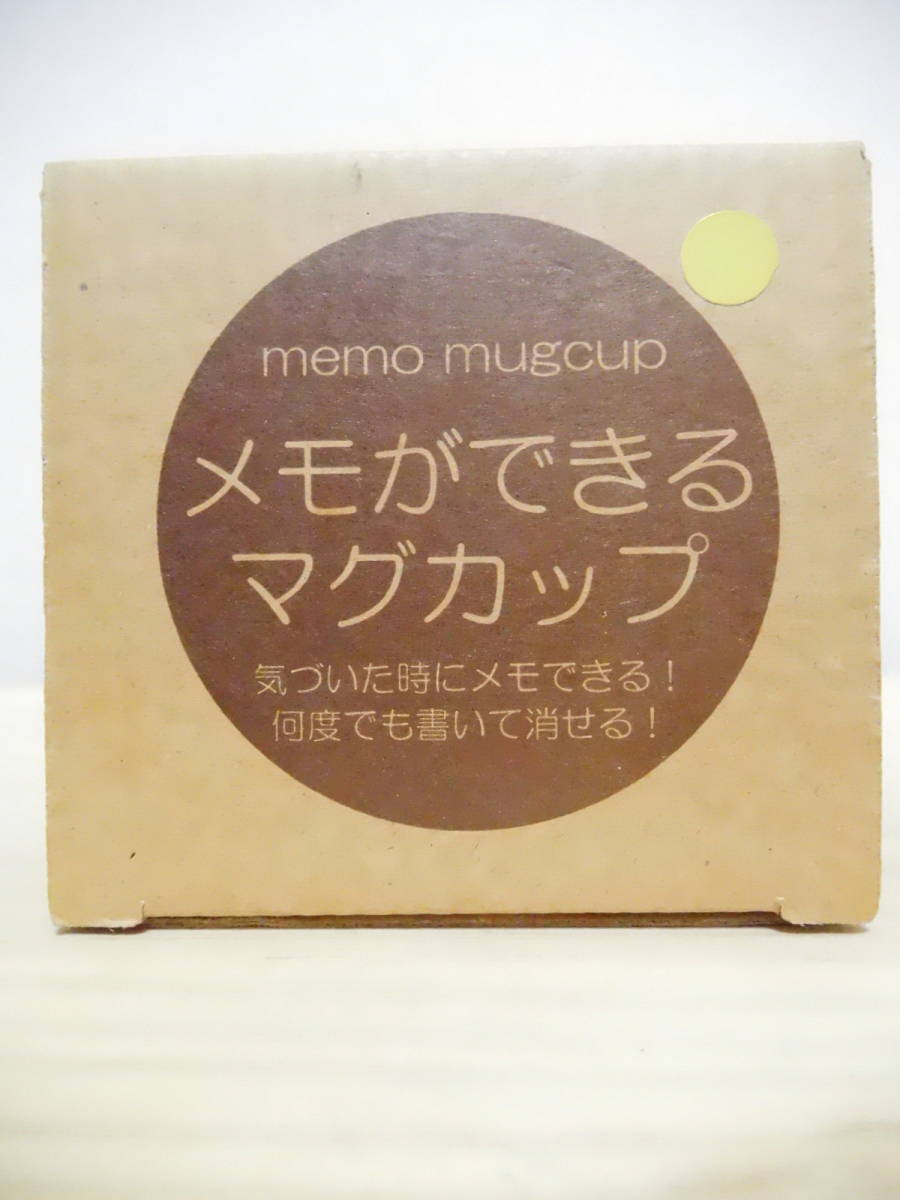 memo mugcup
メモができる
マグカップ
気づいた時にメモできる！
何度でも書いて消せる！